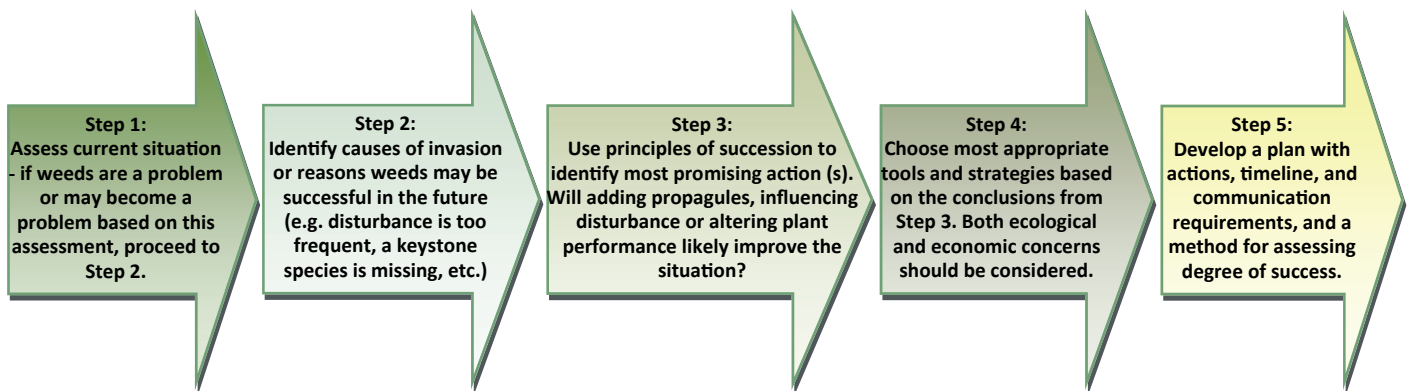 Step 1:
Assess current situation
- if weeds are a problem
or may become a
problem based on this
assessment, proceed to
Step 2.
Step 2:
Identify causes of invasion
or reasons weeds may be
successful in the future
(e.g. disturbance is too
frequent, a keystone
species is missing, etc.)
Step 3:
Use principles of succession to
identify most promising action (s).
Will adding propagules, influencing
disturbance or altering plant
performance likely improve the
situation?
Step 4:
Choose most appropriate
tools and strategies based
on the conclusions from
Step 3. Both ecological
and economic concerns
should be considered.
Step 5:
Develop a plan with
actions, timeline, and
communication
requirements, and a
method for assessing
degree of success.